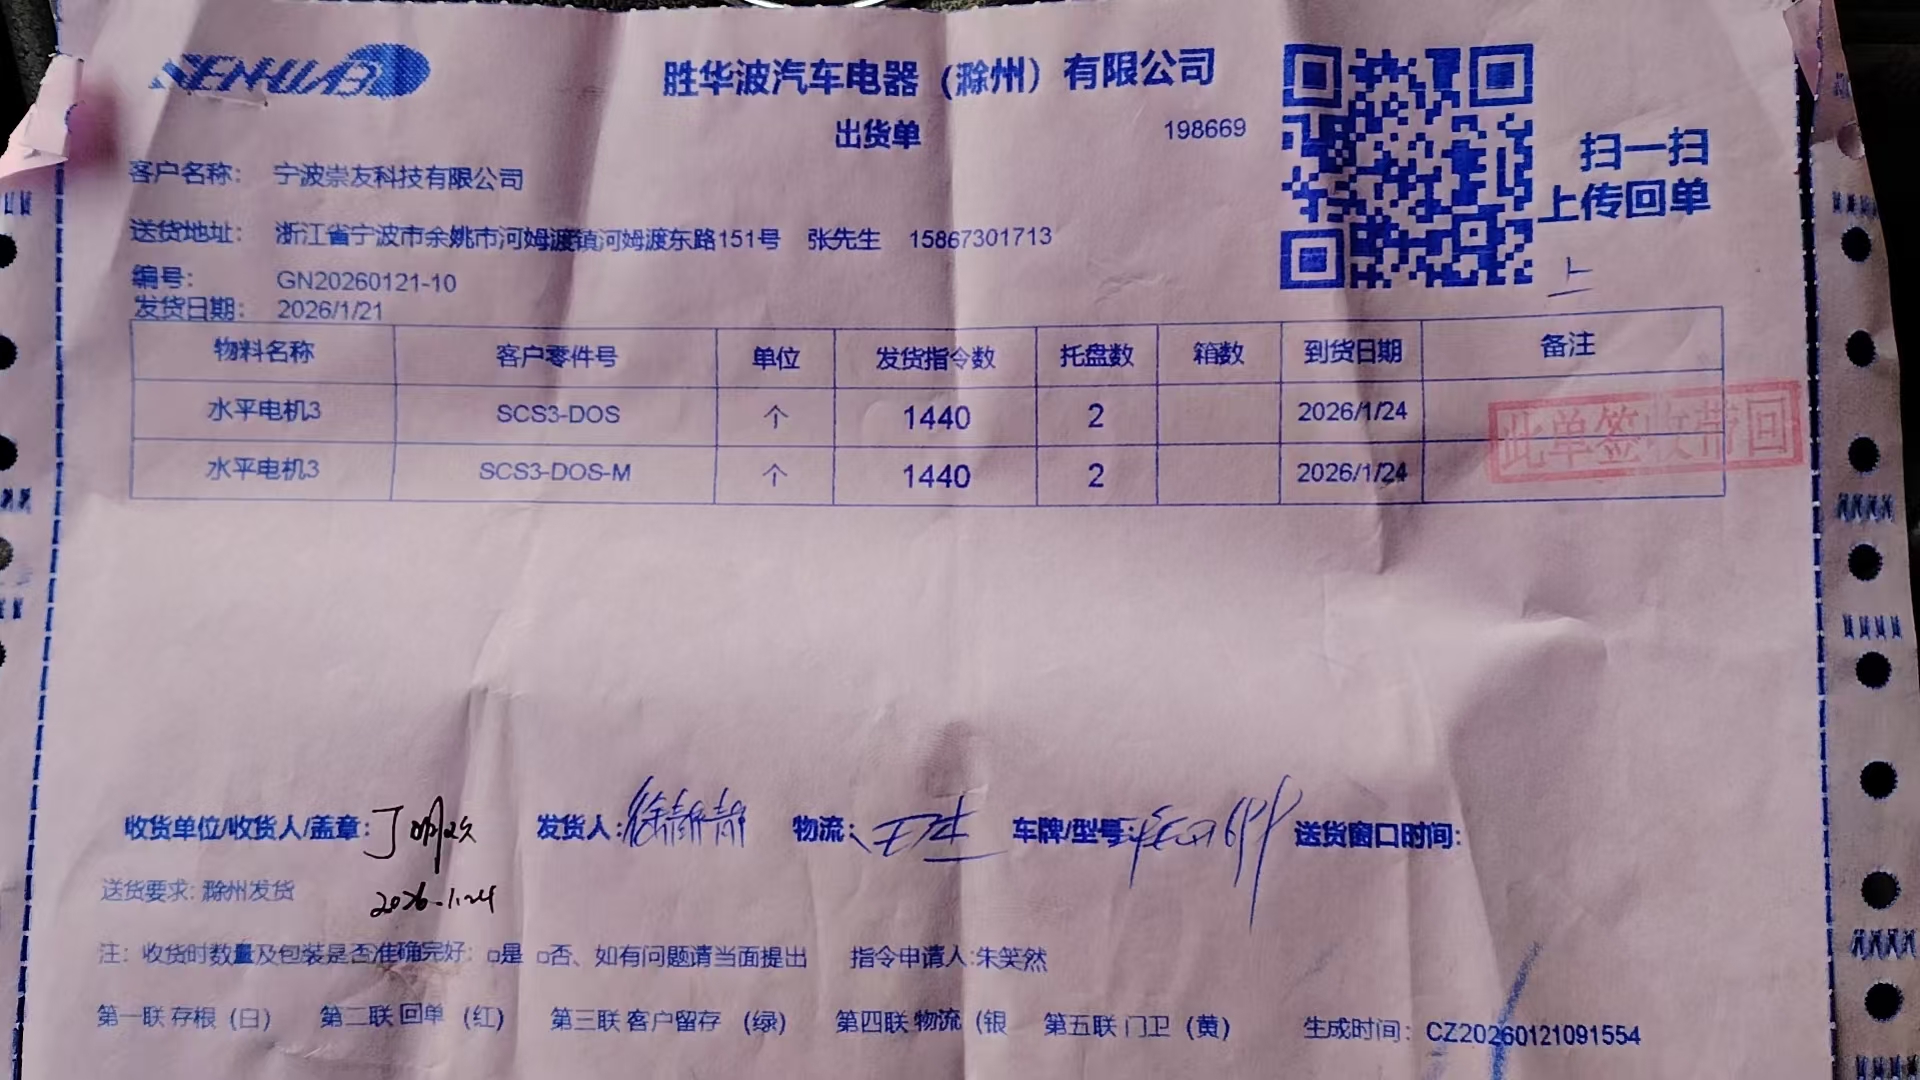 SENHUABO
胜华波汽车电器（滁州）有限公司
出货单 198669
扫一扫
上传回单
客户名称： 宁波崇友科技有限公司
送货地址： 浙江省宁波市余姚市河姆渡镇河姆渡东路151号 张先生 15867301713
编号： GN20260121-10
上
发货日期： 2026/1/21
物料名称 客户零件号 单位 发货指令数 托盘数 箱数 到货日期 备注
水平电机3 SCS3-DOS 个 1440 2 2026/1/24
此单签收带回
水平电机3 SCS3-DOS-M 个 1440 2 2026/1/24
收货单位/收货人/盖章： 发货人：徐静静 物流： 车牌/型号： 送货窗口时间：
送货要求: 滁州发货 2026.1.24
注： 收货时数量及包装是否准确完好：□是 □否、如有问题请当面提出 指令申请人:朱笑然
第一联 存根（白） 第二联 回单 （红） 第三联 客户留存 （绿） 第四联 物流（银 第五联 门卫（黄） 生成时间： CZ20260121091554